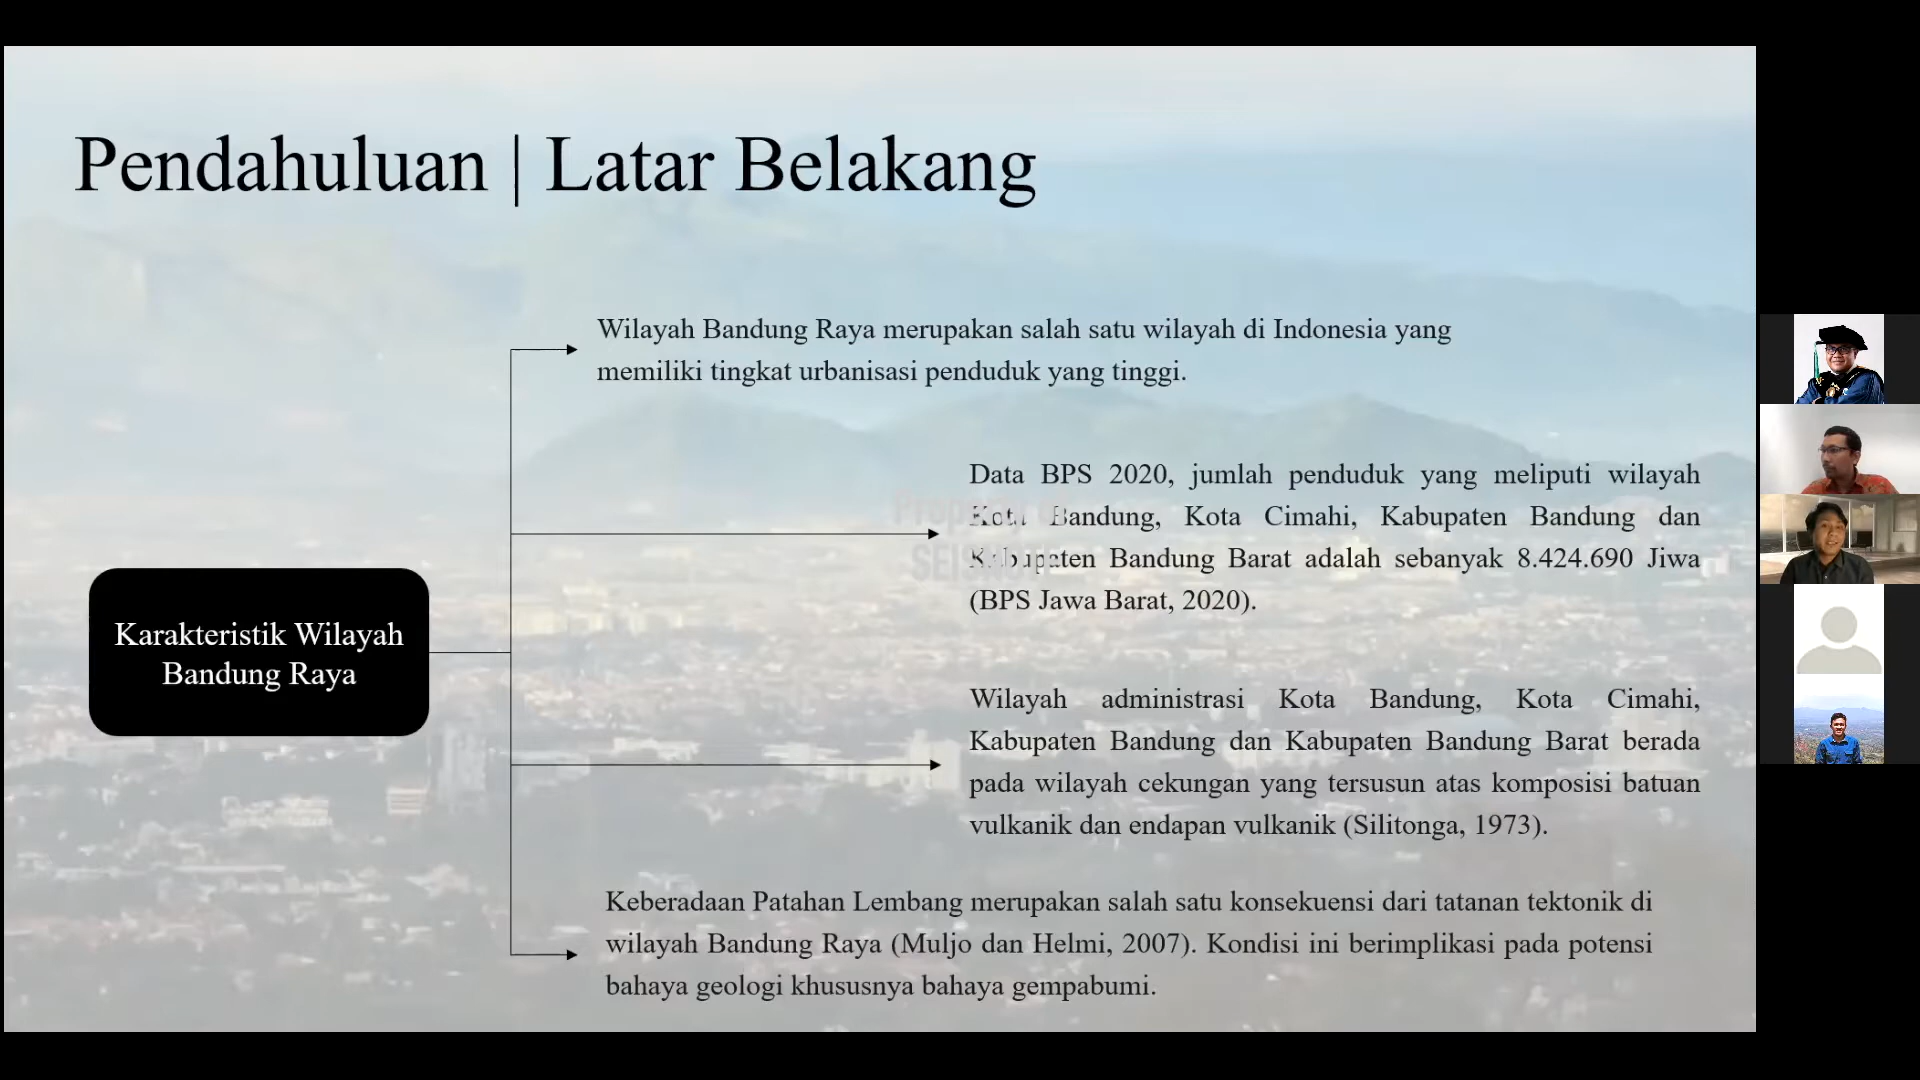 Pendahuluan | Latar Belakang
Wilayah Bandung Raya merupakan salah satu wilayah di Indonesia yang
memiliki tingkat urbanisasi penduduk yang tinggi.
Data BPS 2020, jumlah penduduk yang meliputi wilayah
Kota Bandung, Kota Cimahi, Kabupaten Bandung dan
Kabupaten Bandung Barat adalah sebanyak 8.424.690 Jiwa
(BPS Jawa Barat, 2020).
Karakteristik Wilayah
Bandung Raya
Wilayah administrasi Kota Bandung, Kota Cimahi,
Kabupaten Bandung dan Kabupaten Bandung Barat berada
pada wilayah cekungan yang tersusun atas komposisi batuan
vulkanik dan endapan vulkanik (Silitonga, 1973).
Keberadaan Patahan Lembang merupakan salah satu konsekuensi dari tatanan tektonik di
wilayah Bandung Raya (Muljo dan Helmi, 2007). Kondisi ini berimplikasi pada potensi
bahaya geologi khususnya bahaya gempabumi.